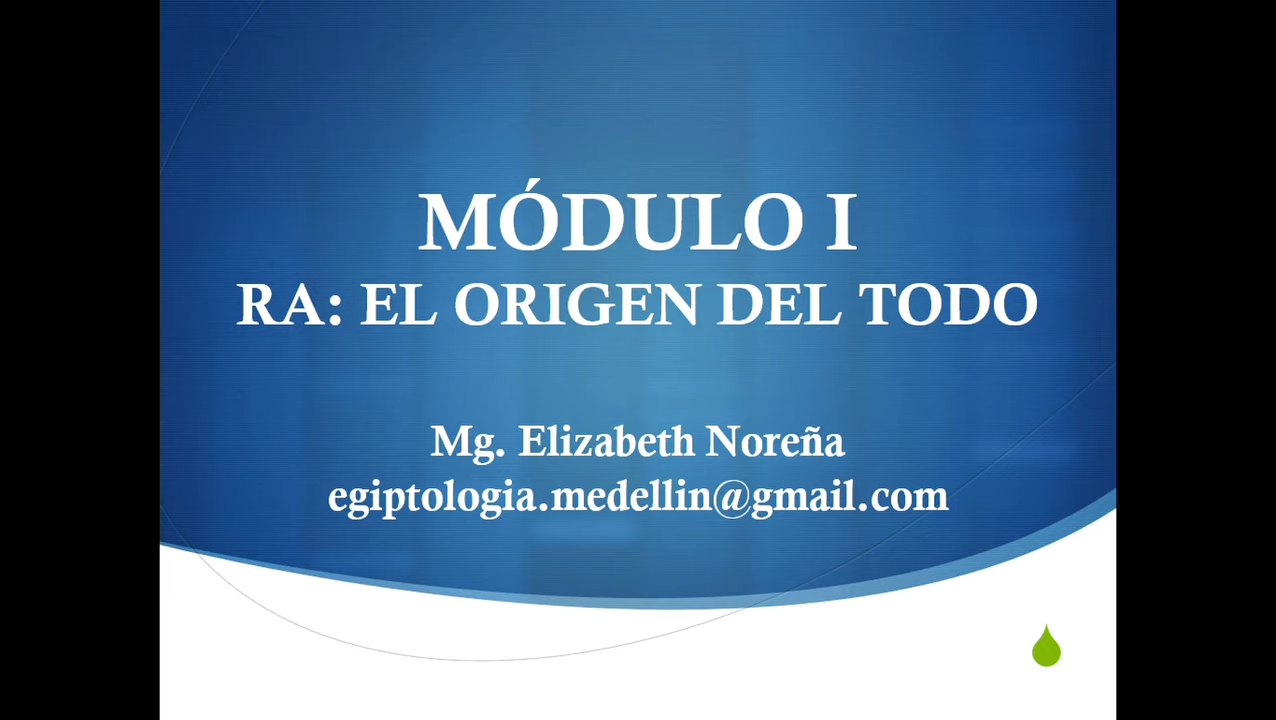 MÓDULO I
RA: EL ORIGEN DEL TODO
Mg. Elizabeth Noreña
egiptologia.medellin@gmail.com